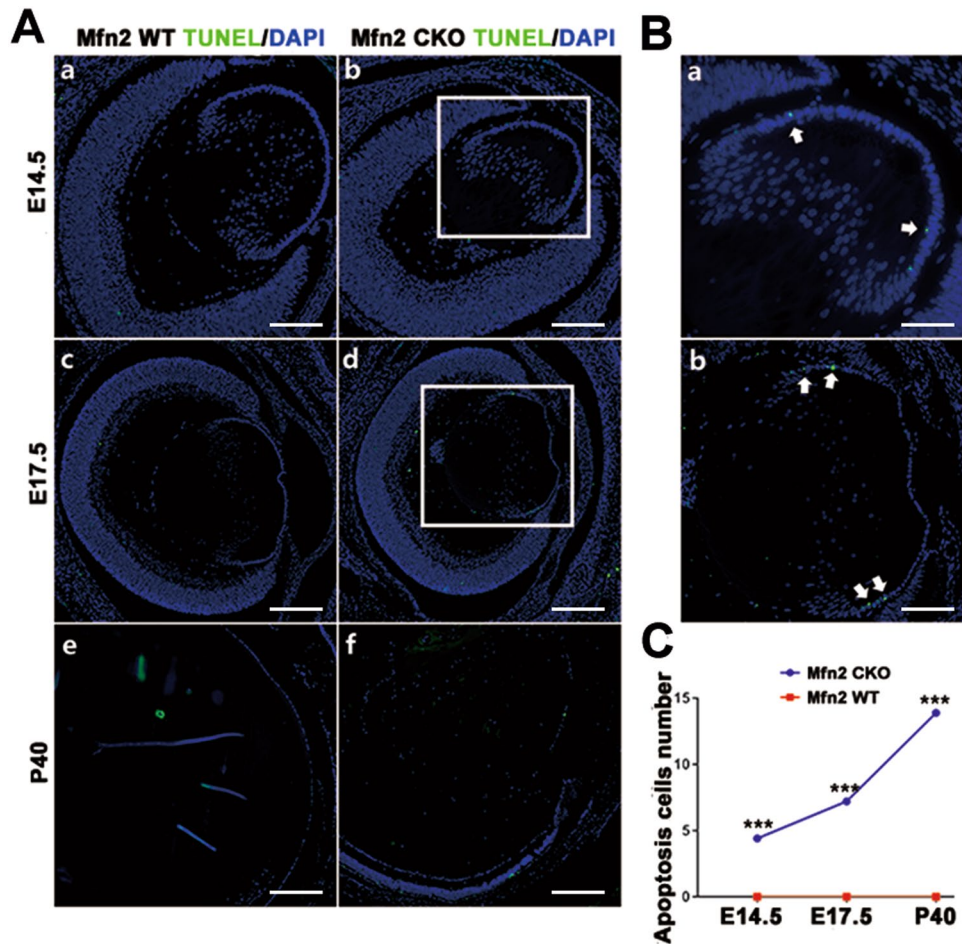 A
Mfn2 WT TUNEL/DAPI
Mfn2 CKO TUNEL/DAPI
B
a
b
a
E14.5
c
d
b
E17.5
e
f
P40
C
Mfn2 CKO
Mfn2 WT
Apoptosis cells number
15
10
5
0
***
***
***
E14.5
E17.5
P40